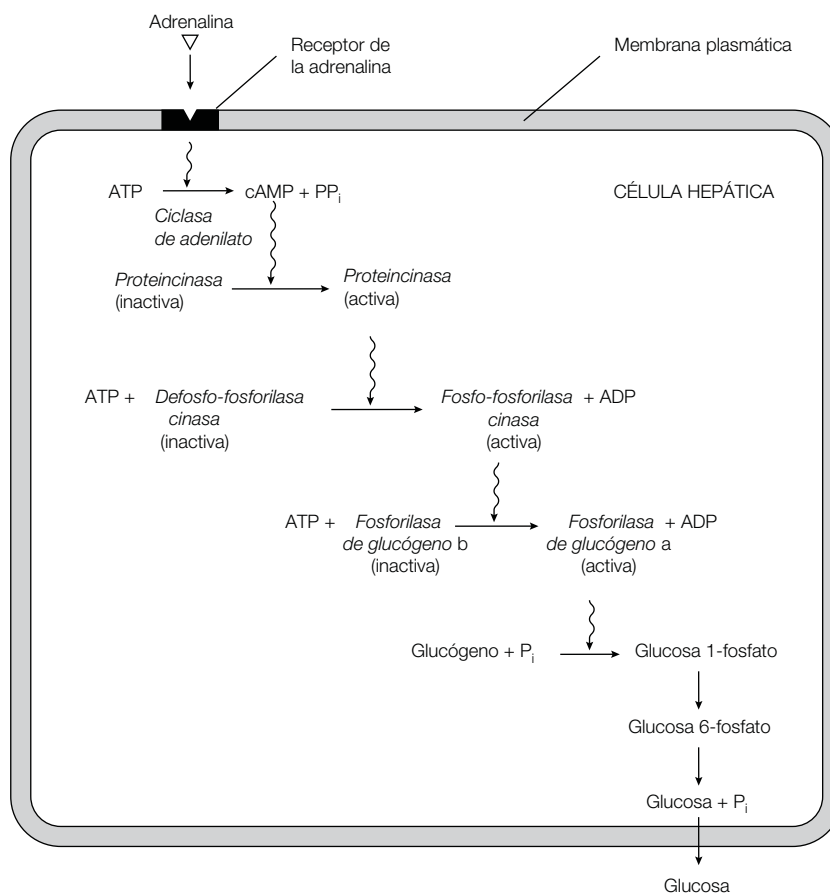 Adrenalina
Receptor de
la adrenalina
Membrana plasmática
ATP
cAMP + PPi
CÉLULA HEPÁTICA
Ciclasa
de adenilato
Proteincinasa
(inactiva)
Proteincinasa
(activa)
ATP + Defosfo-fosforilasa
cinasa
(inactiva)
Fosfo-fosforilasa + ADP
cinasa
(activa)
ATP + Fosforilasa
de glucógeno b
(inactiva)
Fosforilasa + ADP
de glucógeno a
(activa)
Glucógeno + Pi
Glucosa 1-fosfato
Glucosa 6-fosfato
Glucosa + Pi
Glucosa